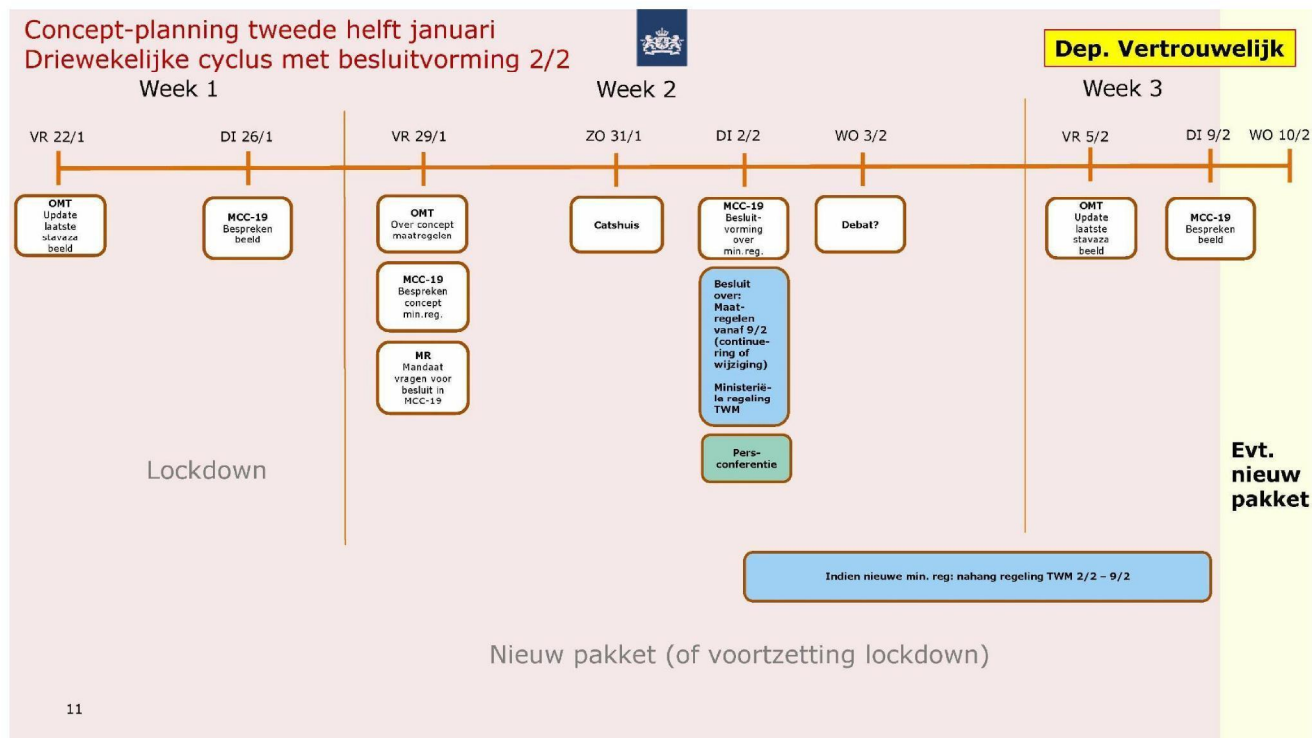 Concept-planning tweede helft januari
Driewekelijke cyclus met besluitvorming 2/2
Dep. Vertrouwelijk
Week 1
Week 2
Week 3
VR 22/1
DI 26/1
VR 29/1
ZO 31/1
DI 2/2
WO 3/2
VR 5/2
DI 9/2
WO 10/2
OMT
Update
laatste
stavaza
beeld
MCC-19
Bespreken
beeld
OMT
Over concept
maatregelen
MCC-19
Bespreken
concept
min.reg.
MR
Mandaat
vragen voor
besluit in
MCC-19
Catshuis
MCC-19
Besluit-
vorming
over
min.reg.
Besluit
over:
Maat-
regelen
vanaf 9/2
(continue-
ring of
wijziging)
Ministerië-
le regeling
TWM
Pers-
conferentie
Debat?
OMT
Update
laatste
stavaza
beeld
MCC-19
Bespreken
beeld
Lockdown
Evt.
nieuw
pakket
Indien nieuwe min. reg: nahang regeling TWM 2/2 – 9/2
Nieuw pakket (of voortzetting lockdown)
11